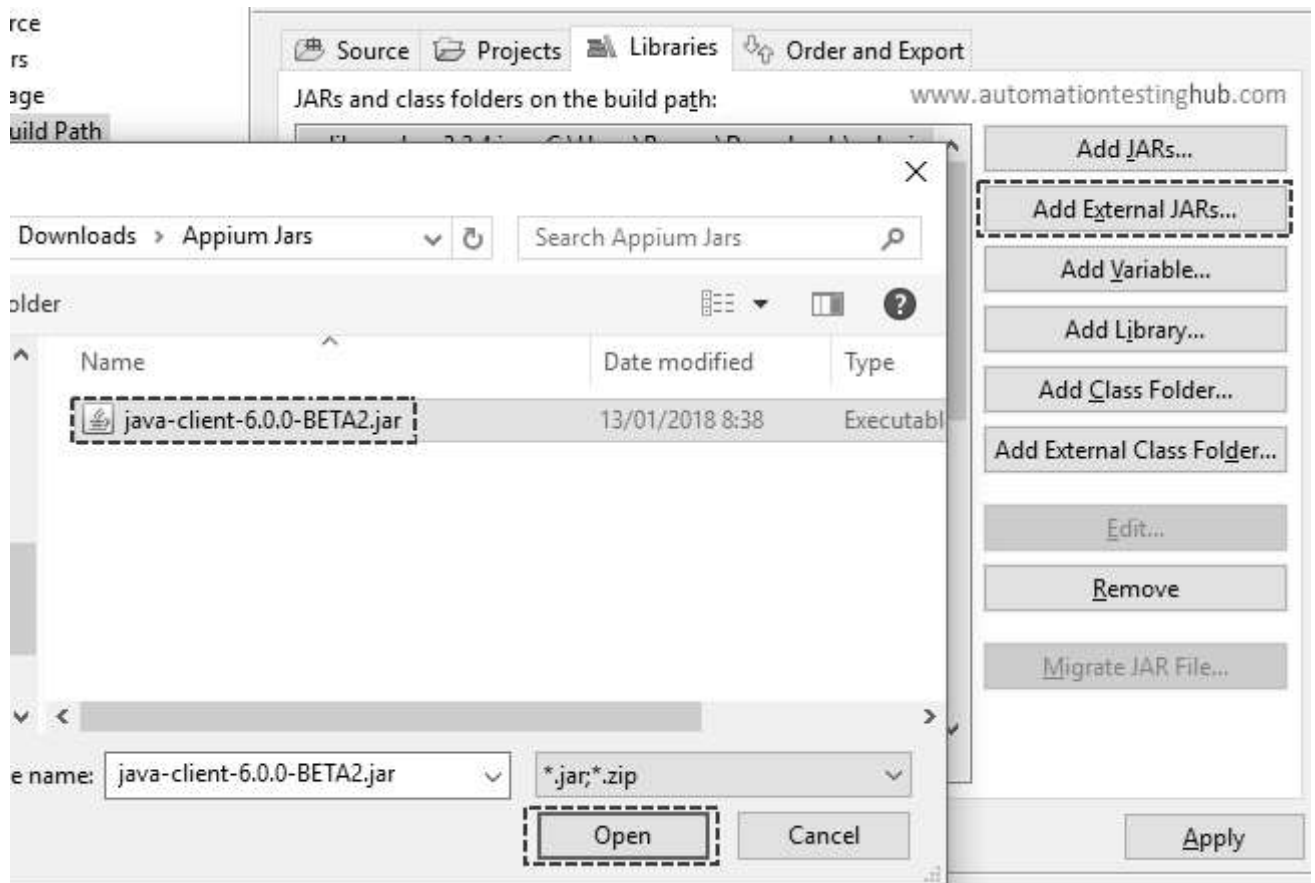 rce
rs
age
uild Path
Source Projects Libraries Order and Export
JARs and class folders on the build path:
www.automationtestinghub.com
Add JARs...
Add External JARs...
Add Variable...
Add Library...
Add Class Folder...
Add External Class Folder...
Edit...
Remove
Migrate JAR File...
Apply
Downloads > Appium Jars
Search Appium Jars
older
Name Date modified Type
java-client-6.0.0-BETA2.jar 13/01/2018 8:38 Executabl
e name: java-client-6.0.0-BETA2.jar *.jar;*.zip
Open Cancel